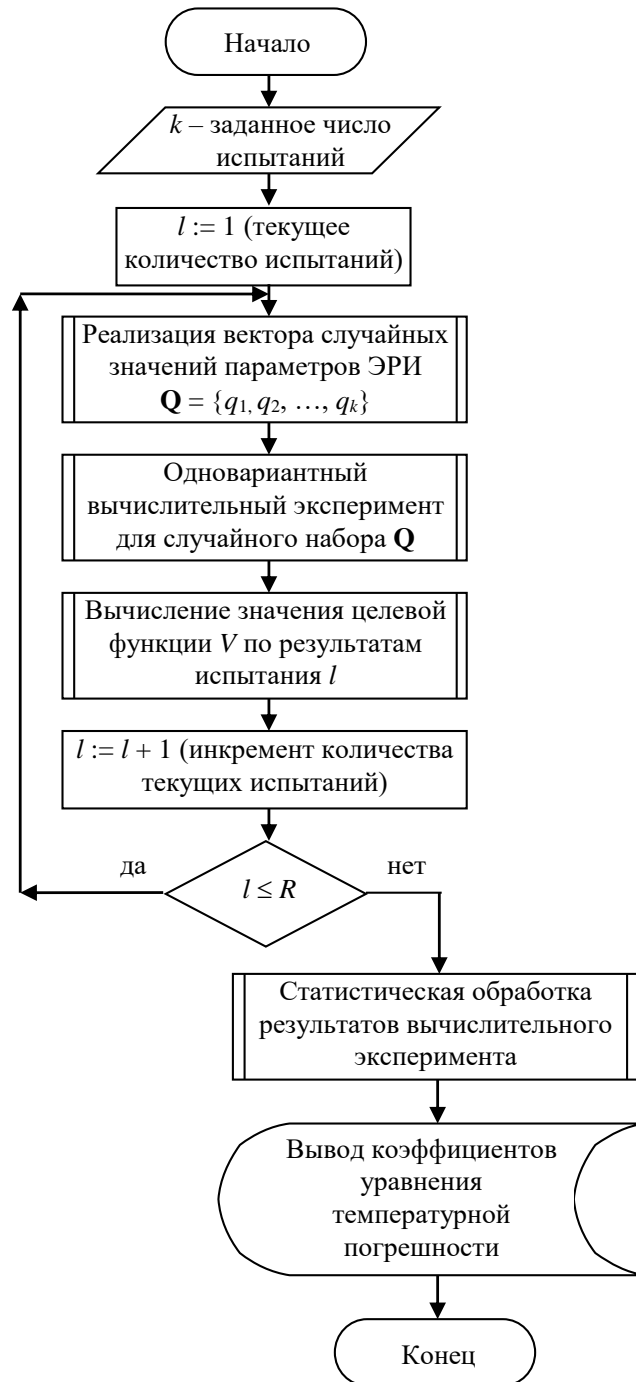 Начало
k – заданное число
испытаний
l := 1 (текущее
количество испытаний)
Реализация вектора случайных
значений параметров ЭРИ
Q = {q1, q2, …, qk}
Одновариантный
вычислительный эксперимент
для случайного набора Q
Вычисление значения целевой
функции V по результатам
испытания l
l := l + 1 (инкремент количества
текущих испытаний)
да
нет
l ≤ R
Статистическая обработка
результатов вычислительного
эксперимента
Вывод коэффициентов
уравнения
температурной
погрешности
Конец